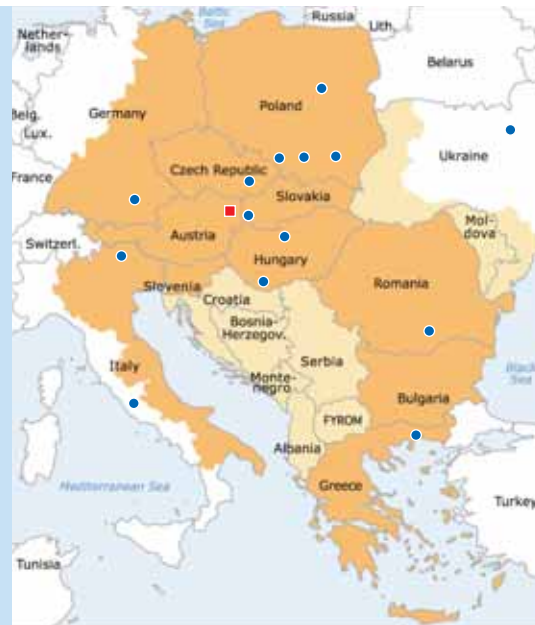 Baltic
Sea
Russia
Lith.
Nether-
lands
Belarus
Germany
Poland
Belg.
Lux.
Ukraine
Czech Republic
France
Slovakia
Mol-
dova
Switzerl.
Austria
Hungary
Romania
Slovenia
Croatia
Bosnia-
Herzegov.
Serbia
Italy
Black
Sea
Monte-
negro
Bulgaria
FYROM
Albania
Mediterranean Sea
Greece
Turkey
Tunisia